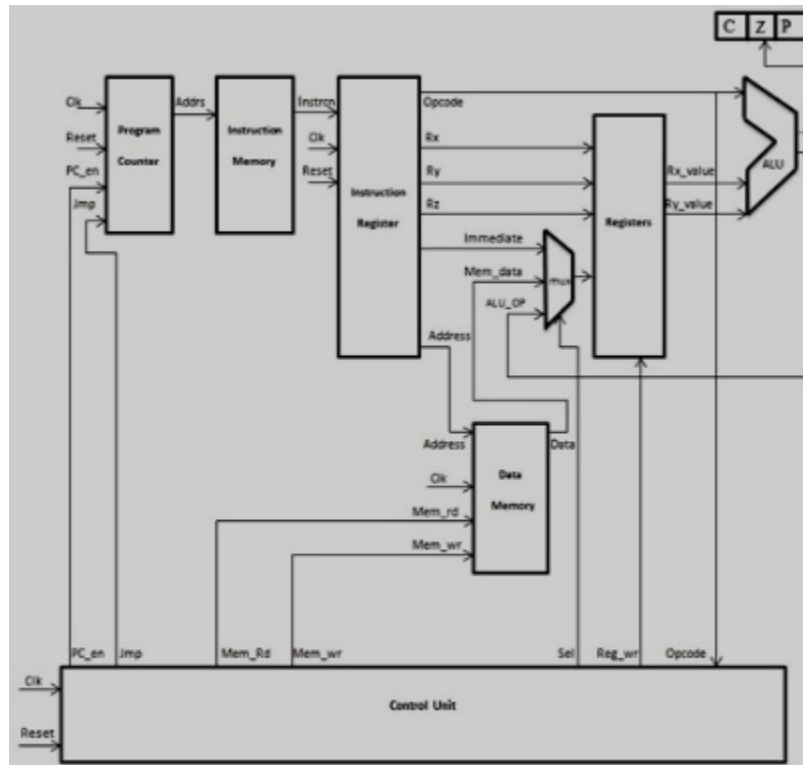 C Z P
Clk
Addrs
Instrcn
Opcode
Reset
Program
Counter
Instruction
Memory
Clk
Rx
PC_en
Reset
Ry
Rx_value
ALU
Jmp
Instruction
Register
Rz
Registers
Ry_value
Immediate
Mem_data
mux
ALU_OP
Address
Address
Data
Clk
Data
Memory
Mem_rd
Mem_wr
PC_en
Jmp
Mem_Rd
Mem_wr
Sel
Reg_wr
Opcode
Clk
Control Unit
Reset